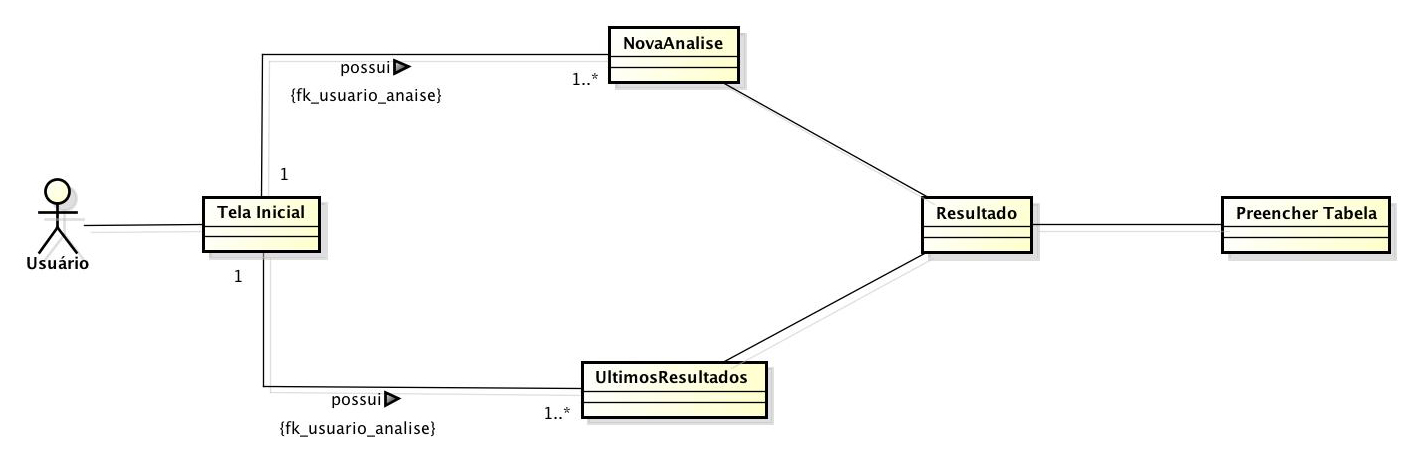 NovaAnalise
possui
1..*
{fk_usuario_anaise}
1
Usuário
Tela Inicial
Resultado
Preencher Tabela
1
UltimosResultados
possui
1..*
{fk_usuario_analise}